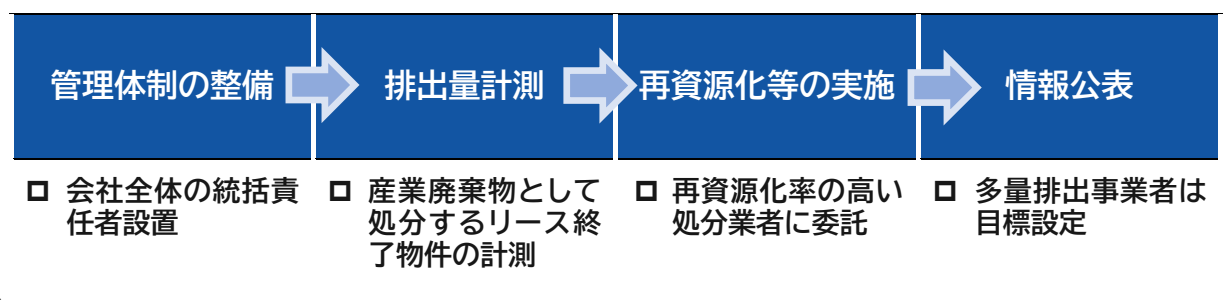 管理体制の整備
排出量計測
再資源化等の実施
情報公表
□ 会社全体の統括責
任者設置
□ 産業廃棄物として
処分するリース終
了物件の計測
□ 再資源化率の高い
処分業者に委託
□ 多量排出事業者は
目標設定